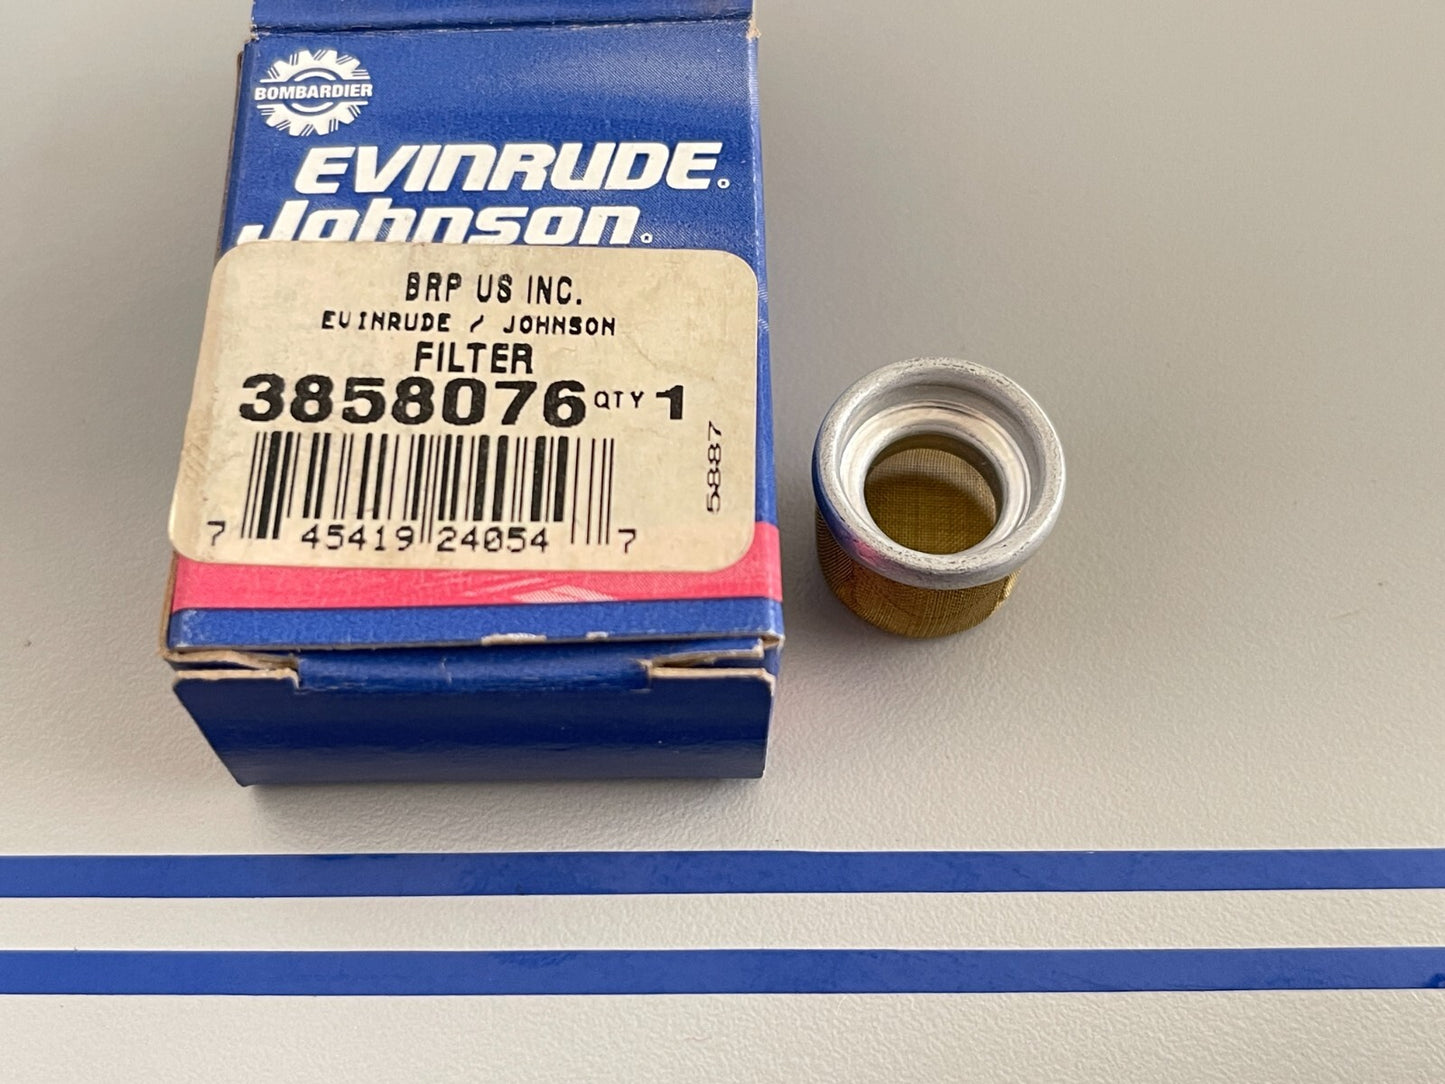 BOMBARDIER
EVINRUDE.
Johnson.
BRP US INC.
EVINRUDE / JOHNSON
FILTER
3858076 QTY 1
5887
7 45419 24054 7